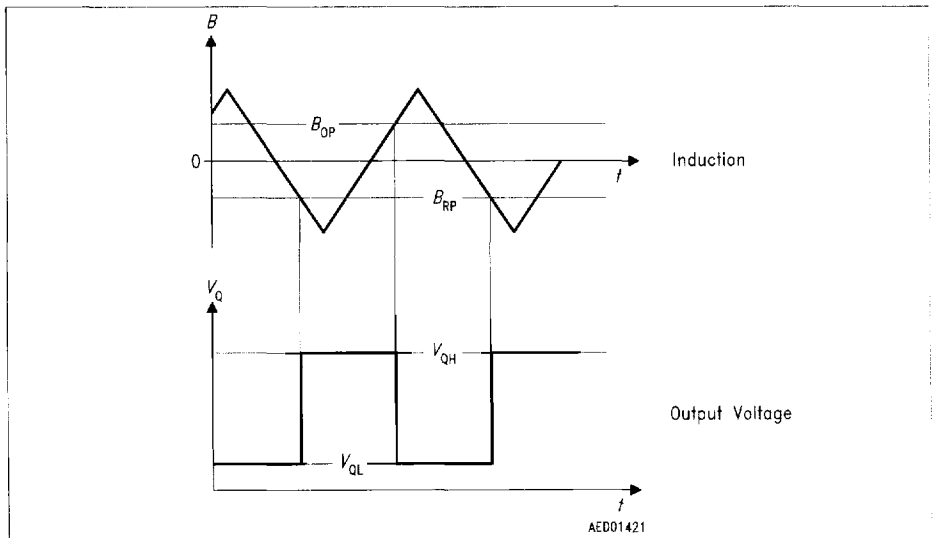 B
B_OP
0
t
Induction
B_RP
V_Q
V_QH
Output Voltage
V_QL
t
AED01421